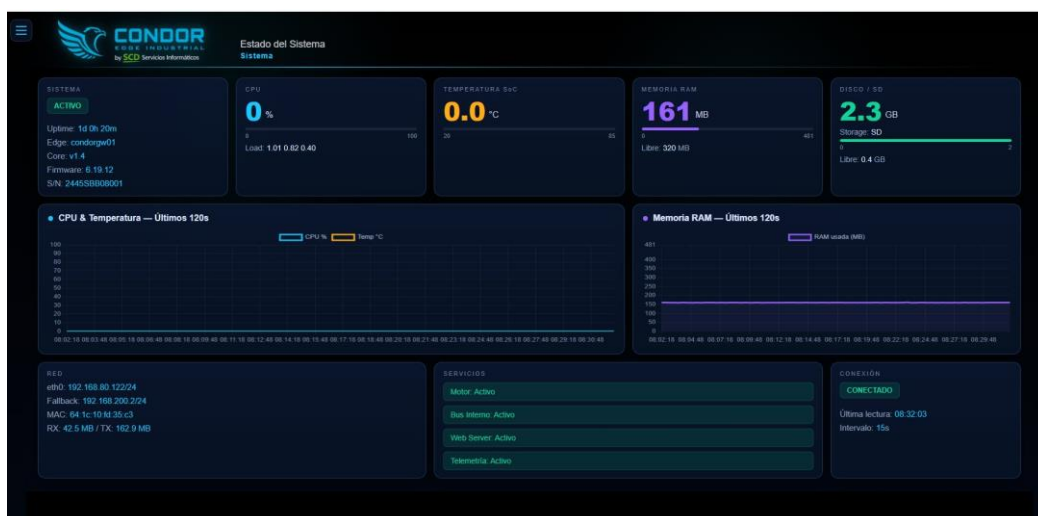 CONDOR
EDGE INDUSTRIAL
by SCD Servicios Informáticos
Estado del Sistema
Sistema
SISTEMA
ACTIVO
Uptime: 1d 0h 20m
Edge: condorgw01
Core: v1.4
Firmware: 6.19.12
S/N: 2445SBB08001
CPU
0 %
0 100
Load: 1.01 0.82 0.40
TEMPERATURA SoC
0.0 °C
20 85
MEMORIA RAM
161 MB
0 481
Libre: 320 MB
DISCO / SD
2.3 GB
Storage: SD
0 2
Libre: 0.4 GB
CPU & Temperatura — Últimos 120s
CPU % Temp °C
100
90
80
70
60
50
40
30
20
10
0
Memoria RAM — Últimos 120s
RAM usada (MB)
481
400
350
300
250
200
150
100
50
0
RED
eth0: 192.168.80.122/24
Fallback: 192.168.200.2/24
MAC: 64:1c:10:fd:35:c3
RX: 42.5 MB / TX: 162.9 MB
SERVICIOS
Motor: Activo
Bus Interno: Activo
Web Server: Activo
Telemetría: Activo
CONEXIÓN
CONECTADO
Última lectura: 08:32:03
Intervalo: 15s